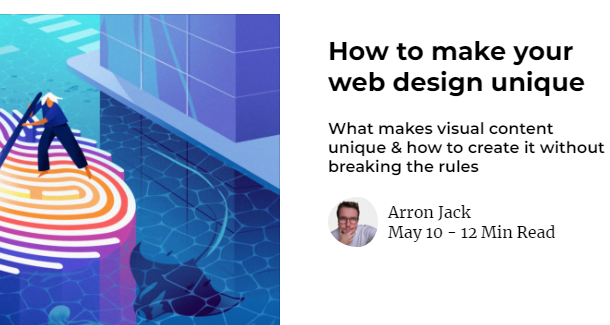 How to make your
web design unique
What makes visual content
unique & how to create it without
breaking the rules
Arron Jack
May 10 - 12 Min Read